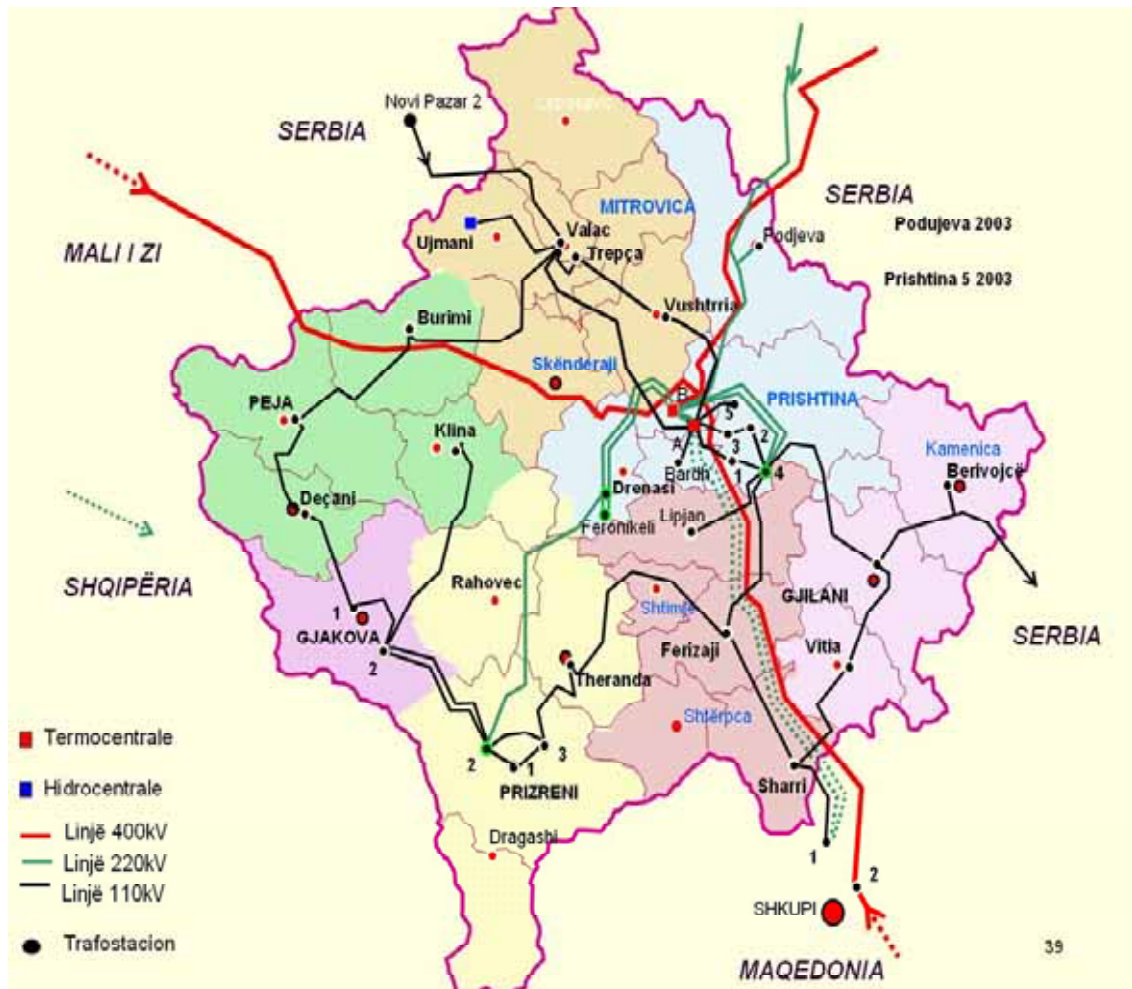 Leposavic
Novi Pazar 2
SERBIA
SERBIA
MITROVICA
Podujeva 2003
Podjeva
Valac
Ujmani
Trepça
MALI I ZI
Prishtina 5 2003
Burimi
Vushtrria
Skënderaji
B
PRISHTINA
PEJA
5
2
Klina
A
3
Kamenica
Bardh
1
4
Berivojcë
Drenasi
Deçani
Feronikeli
Lipjan
SHQIPËRIA
Rahovec
Shtimje
GJILANI
1
GJAKOVA
SERBIA
2
Ferizaji
Vitia
Theranda
Shtërpca
Termocentrale
2
1
3
Sharri
PRIZRENI
Hidrocentrale
Linjë 400kV
Dragashi
1
Linjë 220kV
2
Linjë 110kV
SHKUPI
Trafostacion
39
MAQEDONIA